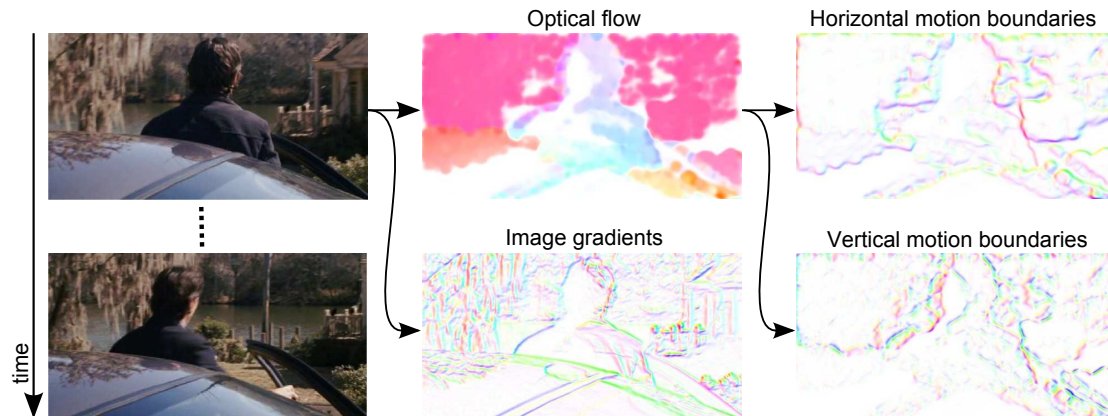 Optical flow
Horizontal motion boundaries
Image gradients
Vertical motion boundaries
time